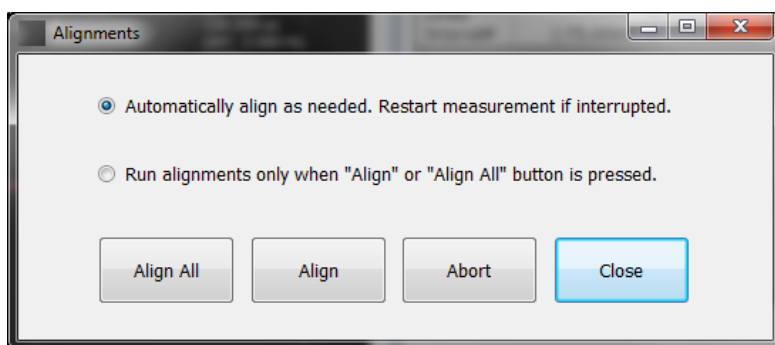 Alignments
Automatically align as needed. Restart measurement if interrupted.
Run alignments only when "Align" or "Align All" button is pressed.
Align All
Align
Abort
Close